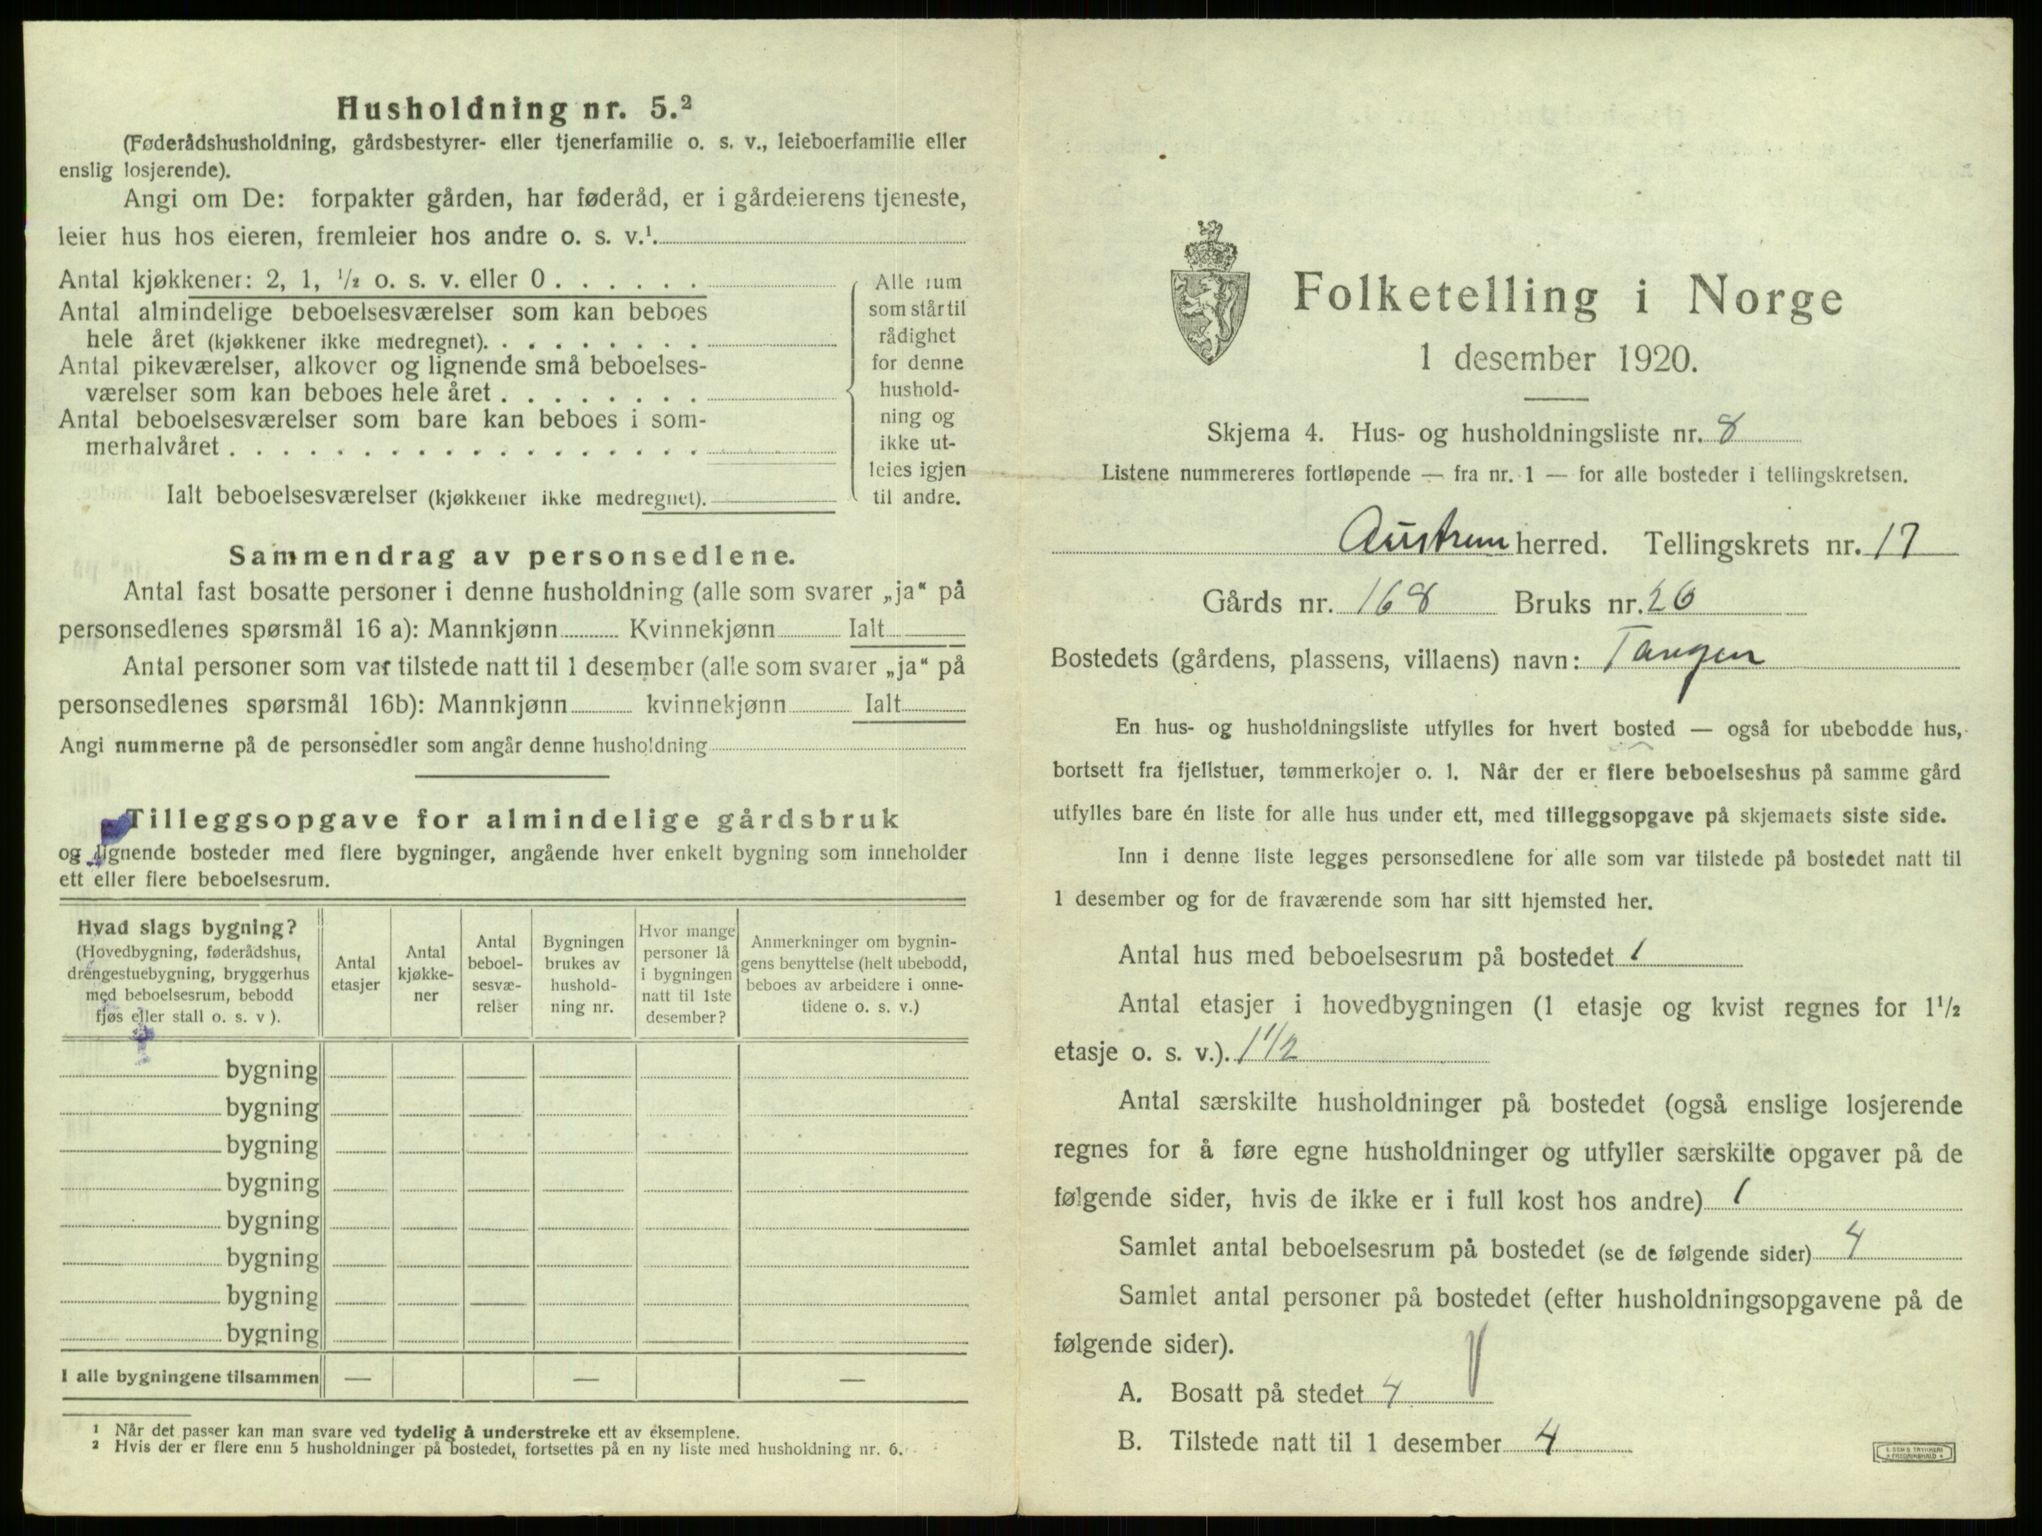 Husholdning nr. 5.²
(Føderådshusholdning, gårdsbestyrer- eller tjenerfamilie o. s. v., leieboerfamilie eller
enslig losjerende).
Angi om De: forpakter gården, har føderåd, er i gårdeierens tjeneste,
leier hus hos eieren, fremleier hos andre o. s. v.¹
Antal kjøkkener: 2, 1, ½ o. s. v. eller 0 . . . . . .
Antal almindelige beboelsesværelser som kan beboes
hele året (kjøkkener ikke medregnet). . . . . . . . .
Antal pikeværelser, alkover og lignende små beboelses-
værelser som kan beboes hele året . . . . . . . .
Antal beboelsesværelser som bare kan beboes i som-
merhalvåret . . . . . . . . . . . . . . . . . .
Ialt beboelsesværelser (kjøkkener ikke medregnet).
Alle rum
som står til
rådighet
for denne
hushold-
ning og
ikke ut-
leies igjen
til andre.
Sammendrag av personsedlene.
Antal fast bosatte personer i denne husholdning (alle som svarer „ja“ på
personsedlenes spørsmål 16 a): Mannkjønn Kvinnekjønn Ialt
Antal personer som var tilstede natt til 1 desember (alle som svarer „ja“ på
personsedlenes spørsmål 16b): Mannkjønn kvinnekjønn Ialt
Angi nummerne på de personsedler som angår denne husholdning
Tilleggsopgave for almindelige gårdsbruk
og lignende bosteder med flere bygninger, angående hver enkelt bygning som inneholder
ett eller flere beboelsesrum.
Hvad slags bygning?
(Hovedbygning, føderådshus,
drengestuebygning, bryggerhus
med beboelsesrum, bebodd
fjøs eller stall o. s. v ).
Antal
etasjer
Antal
kjøkke-
ner
Antal
beboel-
sesvæ-
relser
Bygningen
brukes av
hushold-
ning nr.
Hvor mange
personer lå
i bygningen
natt til 1ste
desember?
Anmerkninger om bygnin-
gens benyttelse (helt ubebodd,
beboes av arbeidere i onne-
tidene o. s. v.)
bygning
bygning
bygning
bygning
bygning
bygning
bygning
bygning
I alle bygningene tilsammen — — —
¹ Når det passer kan man svare ved tydelig å understreke ett av eksemplene.
² Hvis der er flere enn 5 husholdninger på bostedet, fortsettes på en ny liste med husholdning nr. 6.
Folketelling i Norge
1 desember 1920.
Skjema 4. Hus- og husholdningsliste nr. 8
Listene nummereres fortløpende — fra nr. 1 — for alle bosteder i tellingskretsen.
Austrem herred. Tellingskrets nr. 17
Gårds nr. 168 Bruks nr. 26
Bostedets (gårdens, plassens, villaens) navn: Tangen
En hus- og husholdningsliste utfylles for hvert bosted — også for ubebodde hus,
bortsett fra fjellstuer, tømmerkojer o. l. Når der er flere beboelseshus på samme gård
utfylles bare én liste for alle hus under ett, med tilleggsopgave på skjemaets siste side.
Inn i denne liste legges personsedlene for alle som var tilstede på bostedet natt til
1 desember og for de fraværende som har sitt hjemsted her.
Antal hus med beboelsesrum på bostedet 1
Antal etasjer i hovedbygningen (1 etasje og kvist regnes for 1½
etasje o. s. v.). 1½
Antal særskilte husholdninger på bostedet (også enslige losjerende
regnes for å føre egne husholdninger og utfyller særskilte opgaver på de
følgende sider, hvis de ikke er i full kost hos andre) 1
Samlet antal beboelsesrum på bostedet (se de følgende sider) 4
Samlet antal personer på bostedet (efter husholdningsopgavene på de
følgende sider).
A. Bosatt på stedet 4
B. Tilstede natt til 1 desember 4